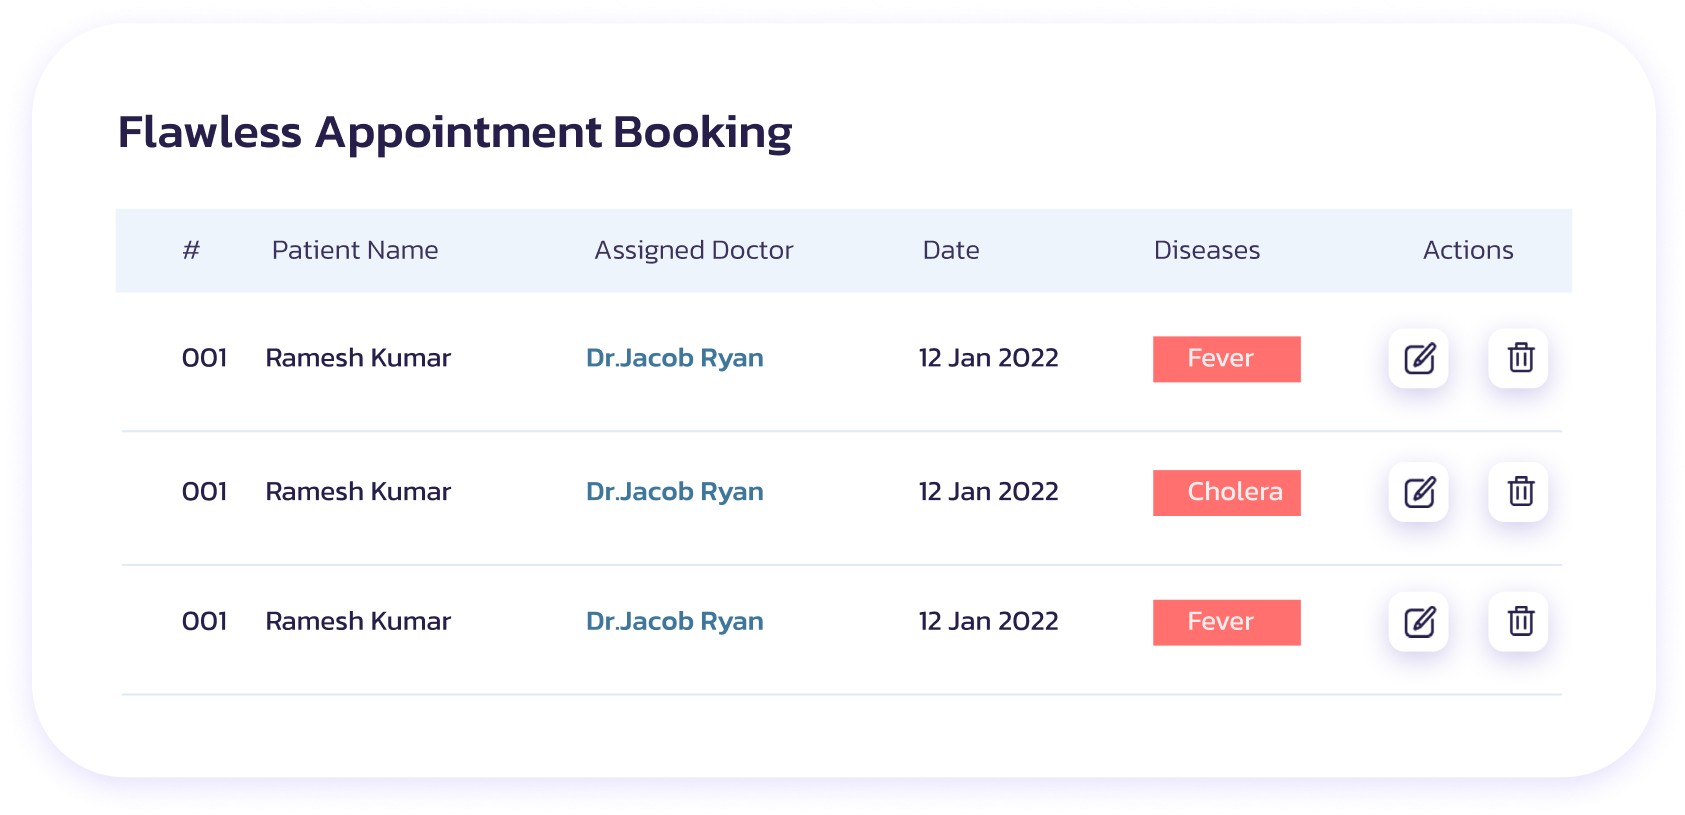 Flawless Appointment Booking
# Patient Name Assigned Doctor Date Diseases Actions
001 Ramesh Kumar Dr.Jacob Ryan 12 Jan 2022 Fever
001 Ramesh Kumar Dr.Jacob Ryan 12 Jan 2022 Cholera
001 Ramesh Kumar Dr.Jacob Ryan 12 Jan 2022 Fever